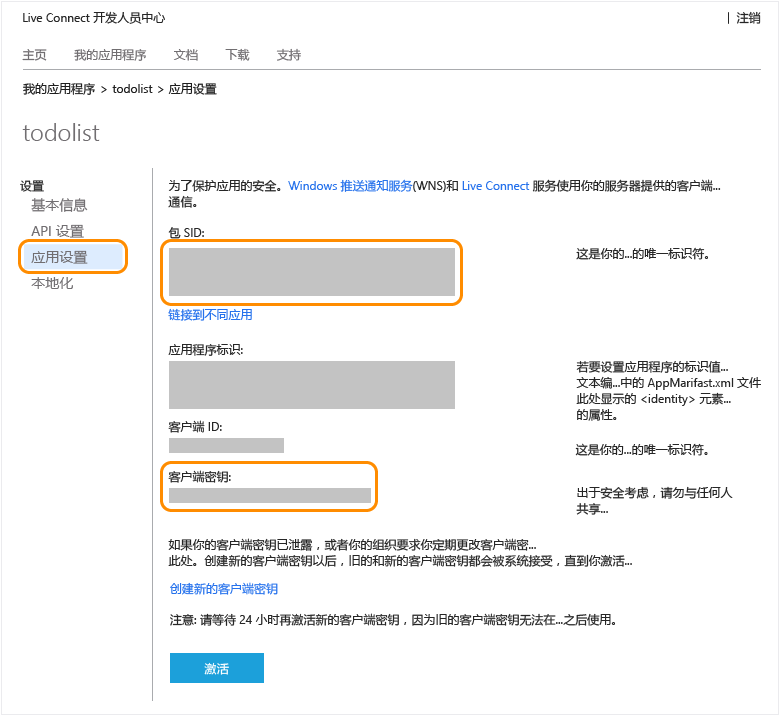 Live Connect 开发人员中心
| 注销
主页 我的应用程序 文档 下载 支持
我的应用程序 > todolist > 应用设置
todolist
设置
基本信息
API 设置
应用设置
本地化
为了保护应用的安全。Windows 推送通知服务(WNS)和 Live Connect 服务使用你的服务器提供的客户端...
通信。
包 SID:
这是你的...的唯一标识符。
链接到不同应用
应用程序标识:
若要设置应用程序的标识值...
文本编...中的 AppMarifast.xml 文件
此处显示的 <identity> 元素...
的属性。
客户端 ID:
这是你的...的唯一标识符。
客户端密钥:
出于安全考虑，请勿与任何人
共享...
如果你的客户端密钥已泄露，或者你的组织要求你定期更改客户端密...
此处。创建新的客户端密钥以后，旧的和新的客户端密钥都会被系统接受，直到你激活...
创建新的客户端密钥
注意: 请等待 24 小时再激活新的客户端密钥，因为旧的客户端密钥无法在...之后使用。
激活